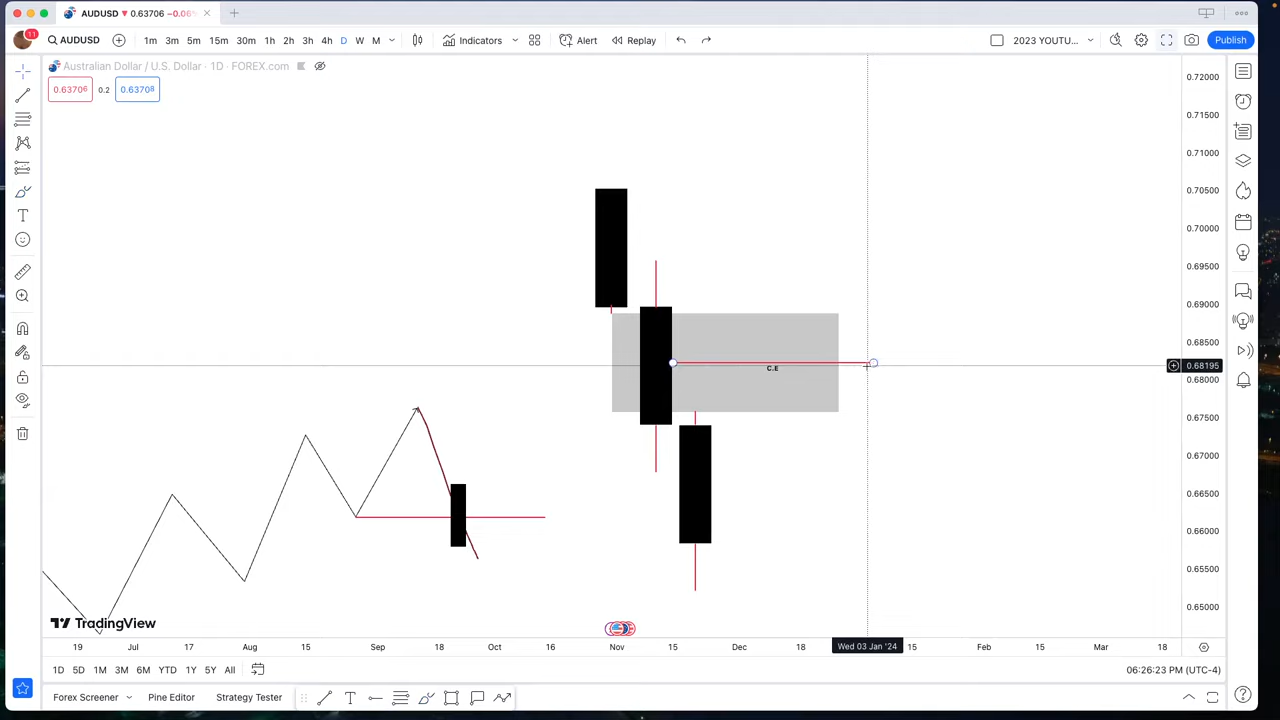 AUDUSD ▼ 0.63706 −0.06%
11 AUDUSD 1m 3m 5m 15m 30m 1h 2h 3h 4h D W M Indicators Alert Replay 2023 YOUTU... Publish
Australian Dollar / U.S. Dollar · 1D · FOREX.com
0.63706 0.2 0.63708
0.72000
0.71500
0.71000
0.70500
0.70000
0.69500
0.69000
0.68500
0.68195
0.68000
0.67500
0.67000
0.66500
0.66000
0.65500
0.65000
C.E
TradingView
19 Jul 17 Aug 15 Sep 18 Oct 16 Nov 15 Dec 18 Wed 03 Jan '24 15 Feb 15 Mar 18
1D 5D 1M 3M 6M YTD 1Y 5Y All 06:26:23 PM (UTC-4)
Forex Screener Pine Editor Strategy Tester